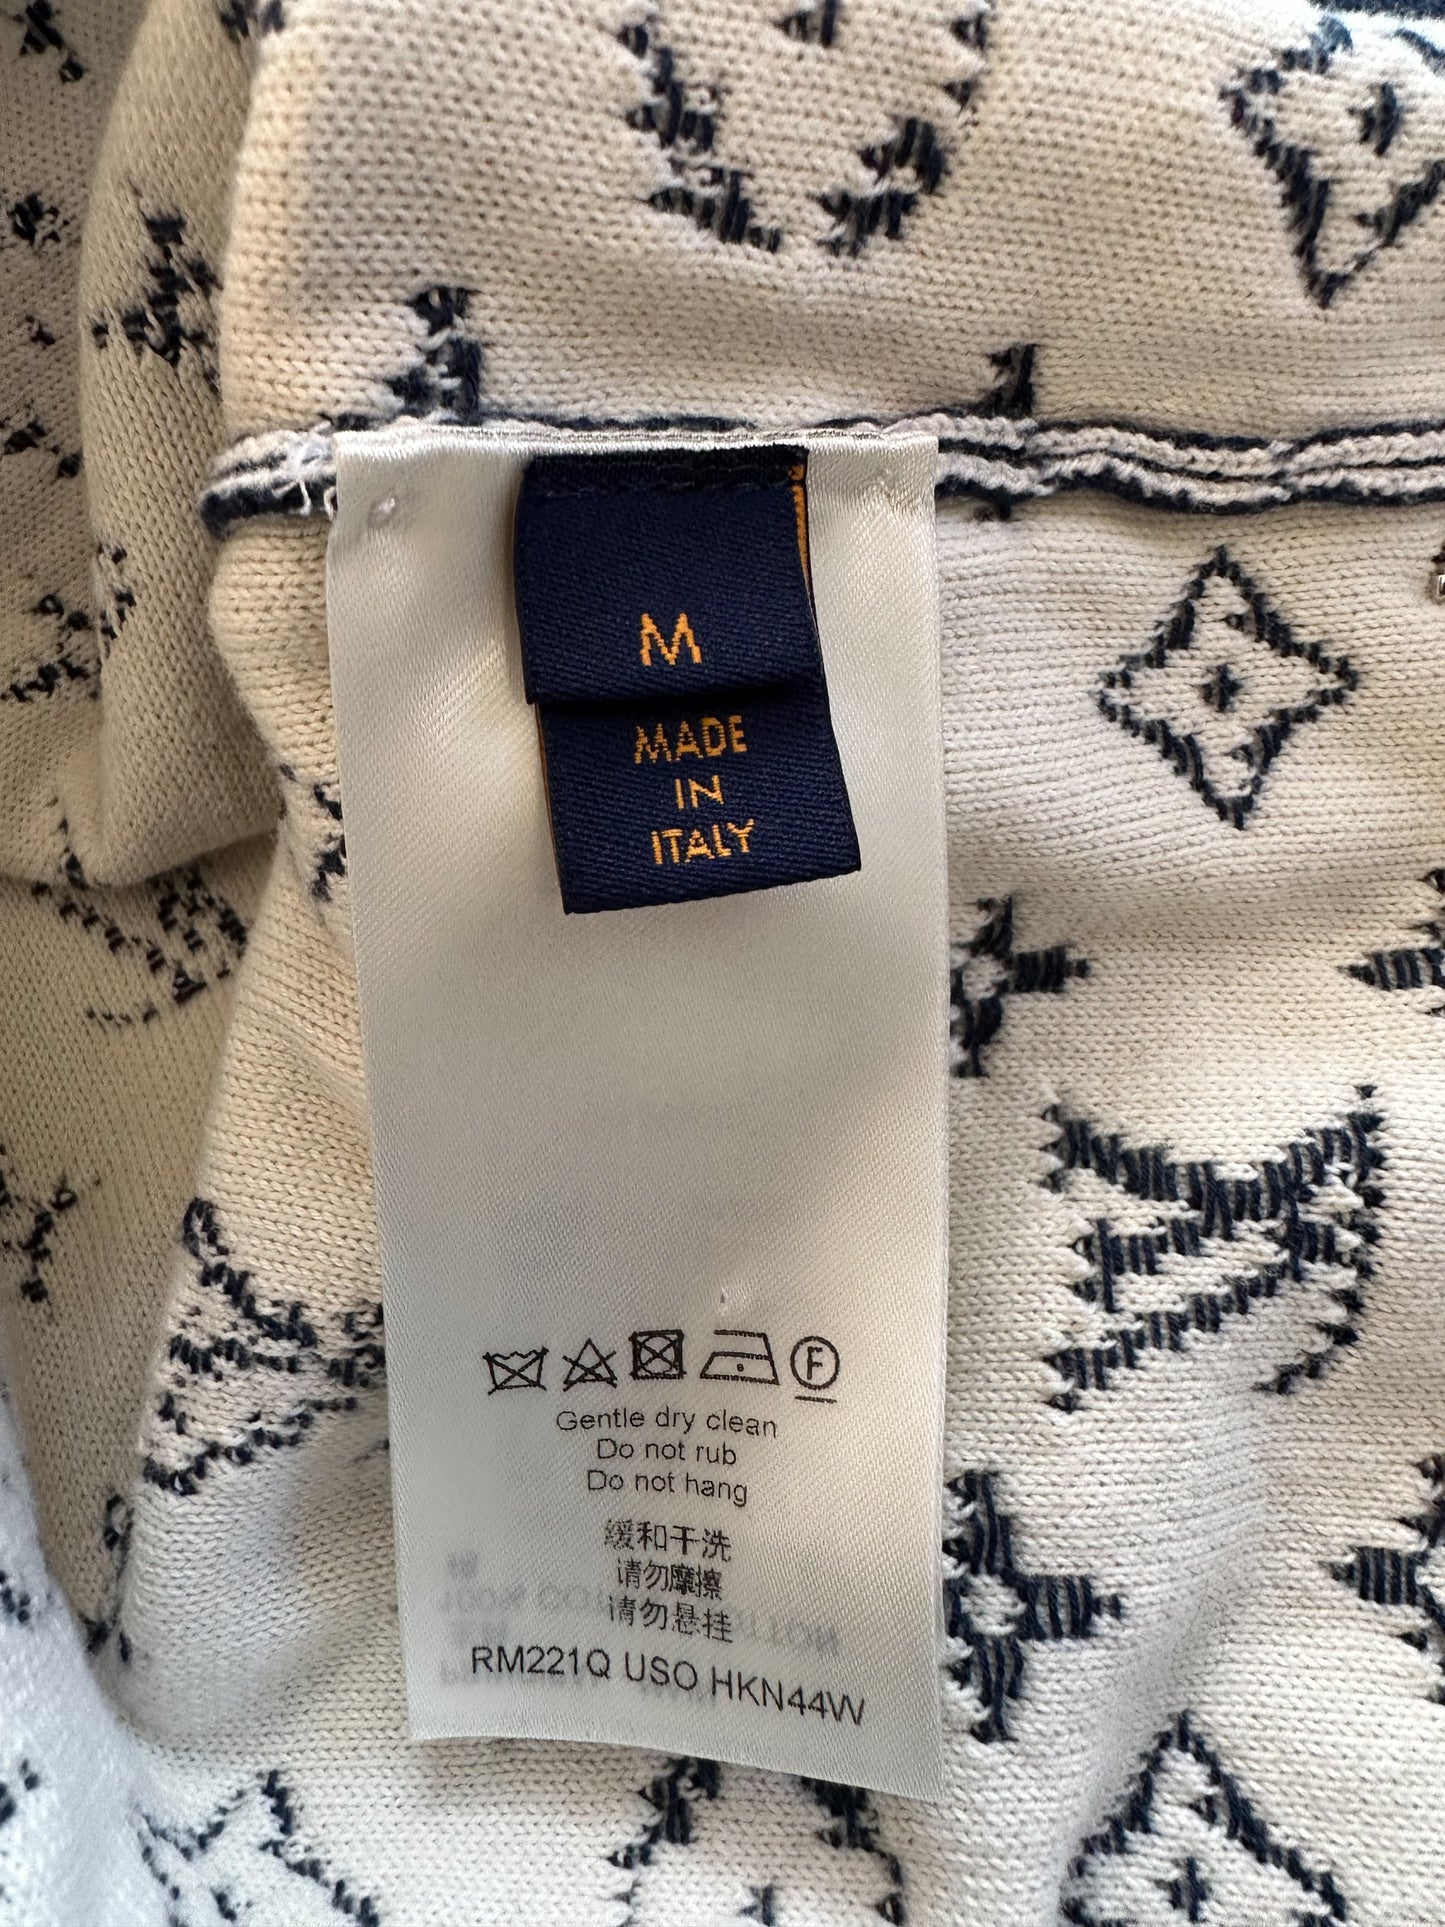 M
MADE
IN
ITALY
F
Gentle dry clean
Do not rub
Do not hang
缓和干洗
请勿摩擦
请勿悬挂
RM221Q USO HKN44W